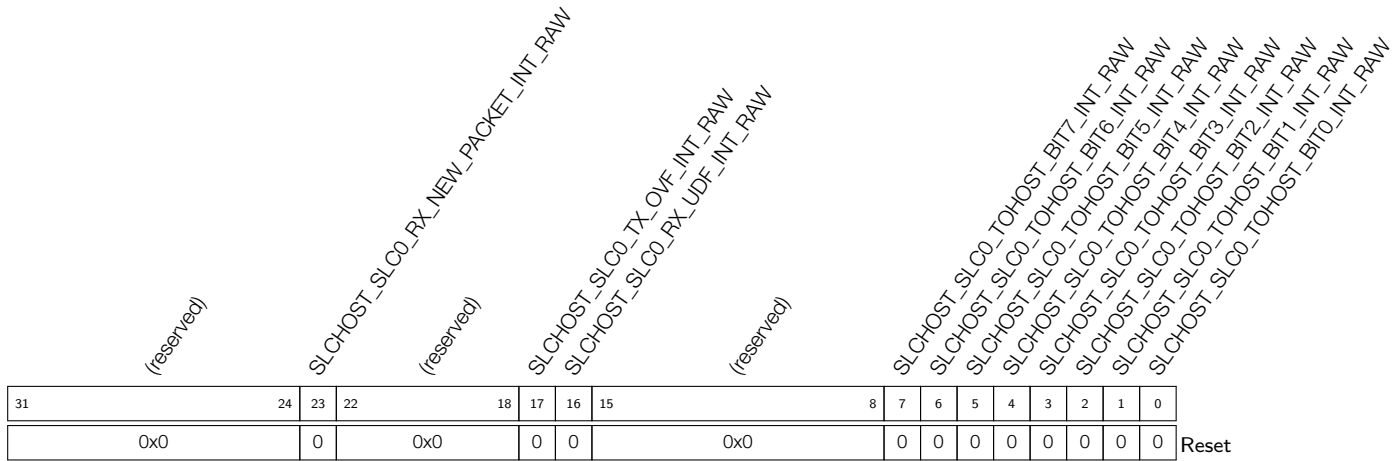 (reserved)
SLCHOST_SLC0_RX_NEW_PACKET_INT_RAW
(reserved)
SLCHOST_SLC0_TX_OVF_INT_RAW
SLCHOST_SLC0_RX_UDF_INT_RAW
(reserved)
SLCHOST_SLC0_TOHOST_BIT7_INT_RAW
SLCHOST_SLC0_TOHOST_BIT6_INT_RAW
SLCHOST_SLC0_TOHOST_BIT5_INT_RAW
SLCHOST_SLC0_TOHOST_BIT4_INT_RAW
SLCHOST_SLC0_TOHOST_BIT3_INT_RAW
SLCHOST_SLC0_TOHOST_BIT2_INT_RAW
SLCHOST_SLC0_TOHOST_BIT1_INT_RAW
SLCHOST_SLC0_TOHOST_BIT0_INT_RAW
31 24 23 22 18 17 16 15 8 7 6 5 4 3 2 1 0
0x0 0 0x0 0 0 0x0 0 0 0 0 0 0 0 0 Reset